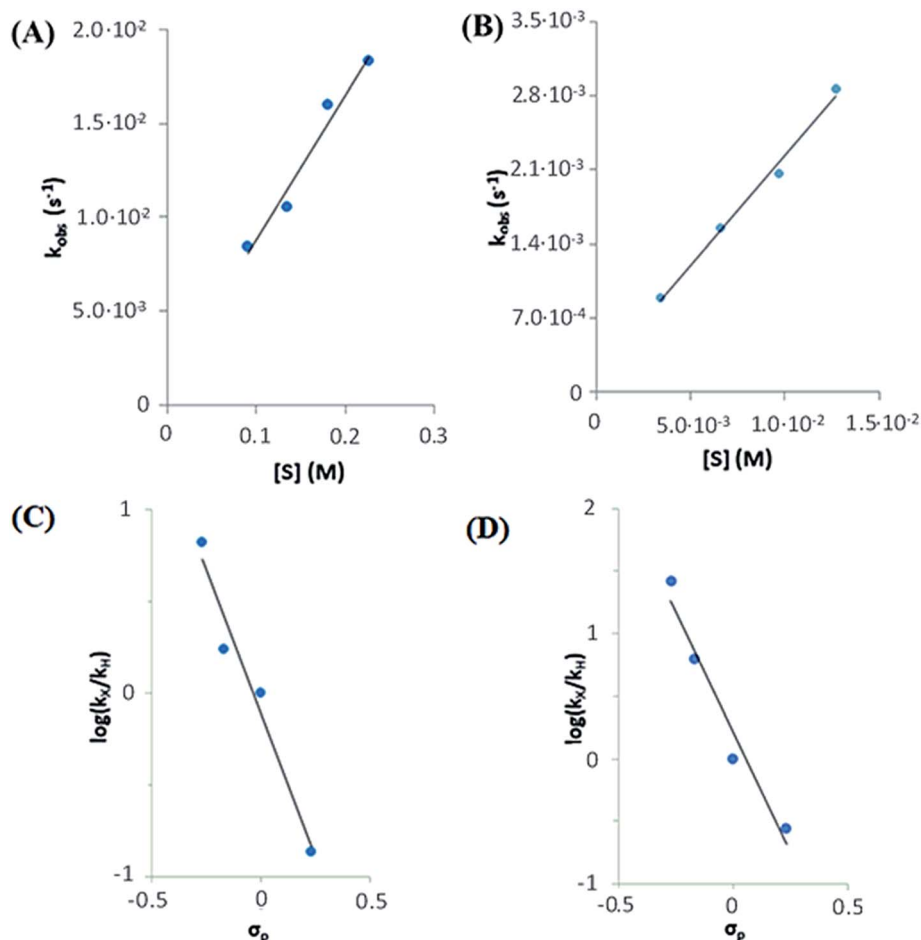 (A)
2.0·10⁻²
1.5·10⁻²
1.0·10⁻²
5.0·10⁻³
0
k_obs (s⁻¹)
0
0.1
0.2
0.3
[S] (M)
(B)
3.5·10⁻³
2.8·10⁻³
2.1·10⁻³
1.4·10⁻³
7.0·10⁻⁴
0
k_obs (s⁻¹)
0
5.0·10⁻³
1.0·10⁻²
1.5·10⁻²
[S] (M)
(C)
1
0
-1
log(k_X/k_H)
-0.5
0
0.5
σ_p
(D)
2
1
0
-1
log(k_X/k_H)
-0.5
0
0.5
σ_p